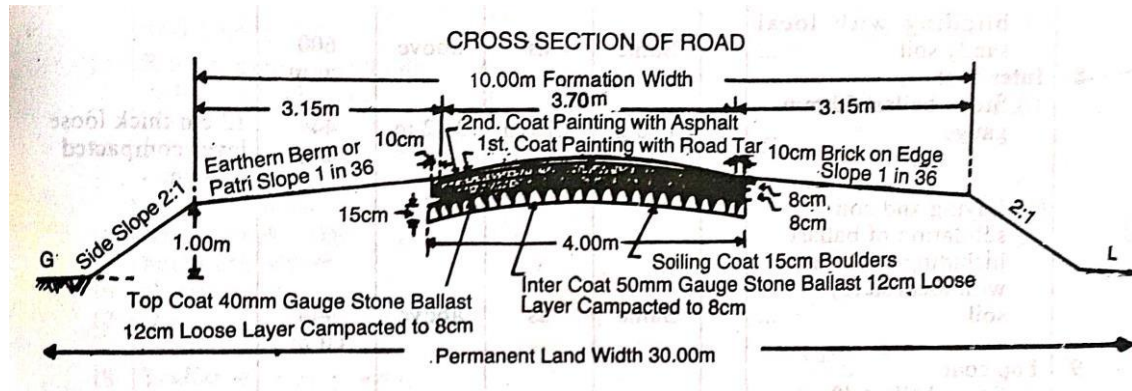 CROSS SECTION OF ROAD
10.00m Formation Width
3.15m
3.70m
3.15m
2nd. Coat Painting with Asphalt
10cm
1st. Coat Painting with Road Tar
10cm Brick on Edge
Slope 1 in 36
Earthern Berm or
Patri Slope 1 in 36
Side Slope 2:1
8cm
8cm
15cm
2:1
1.00m
4.00m
G
L
Soiling Coat 15cm Boulders
Top Coat 40mm Gauge Stone Ballast
12cm Loose Layer Campacted to 8cm
Inter Coat 50mm Gauge Stone Ballast 12cm Loose
Layer Campacted to 8cm
Permanent Land Width 30.00m